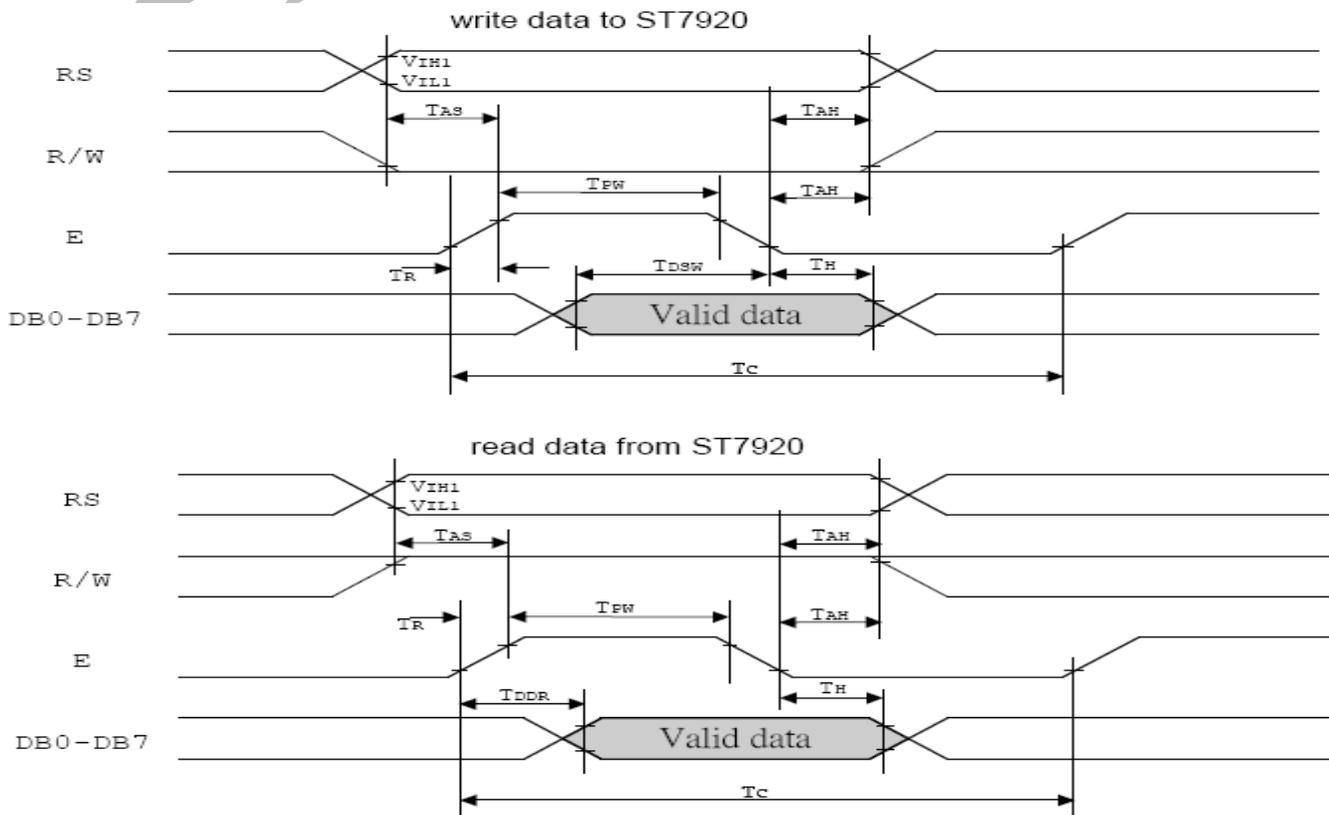 write data to ST7920
RS
VIH1
VIL1
TAS
TAH
R/W
TPW
TAH
E
TR
TDSW
TH
DB0-DB7
Valid data
TC
read data from ST7920
RS
VIH1
VIL1
TAS
TAH
R/W
TR
TPW
TAH
E
TDDR
TH
DB0-DB7
Valid data
TC